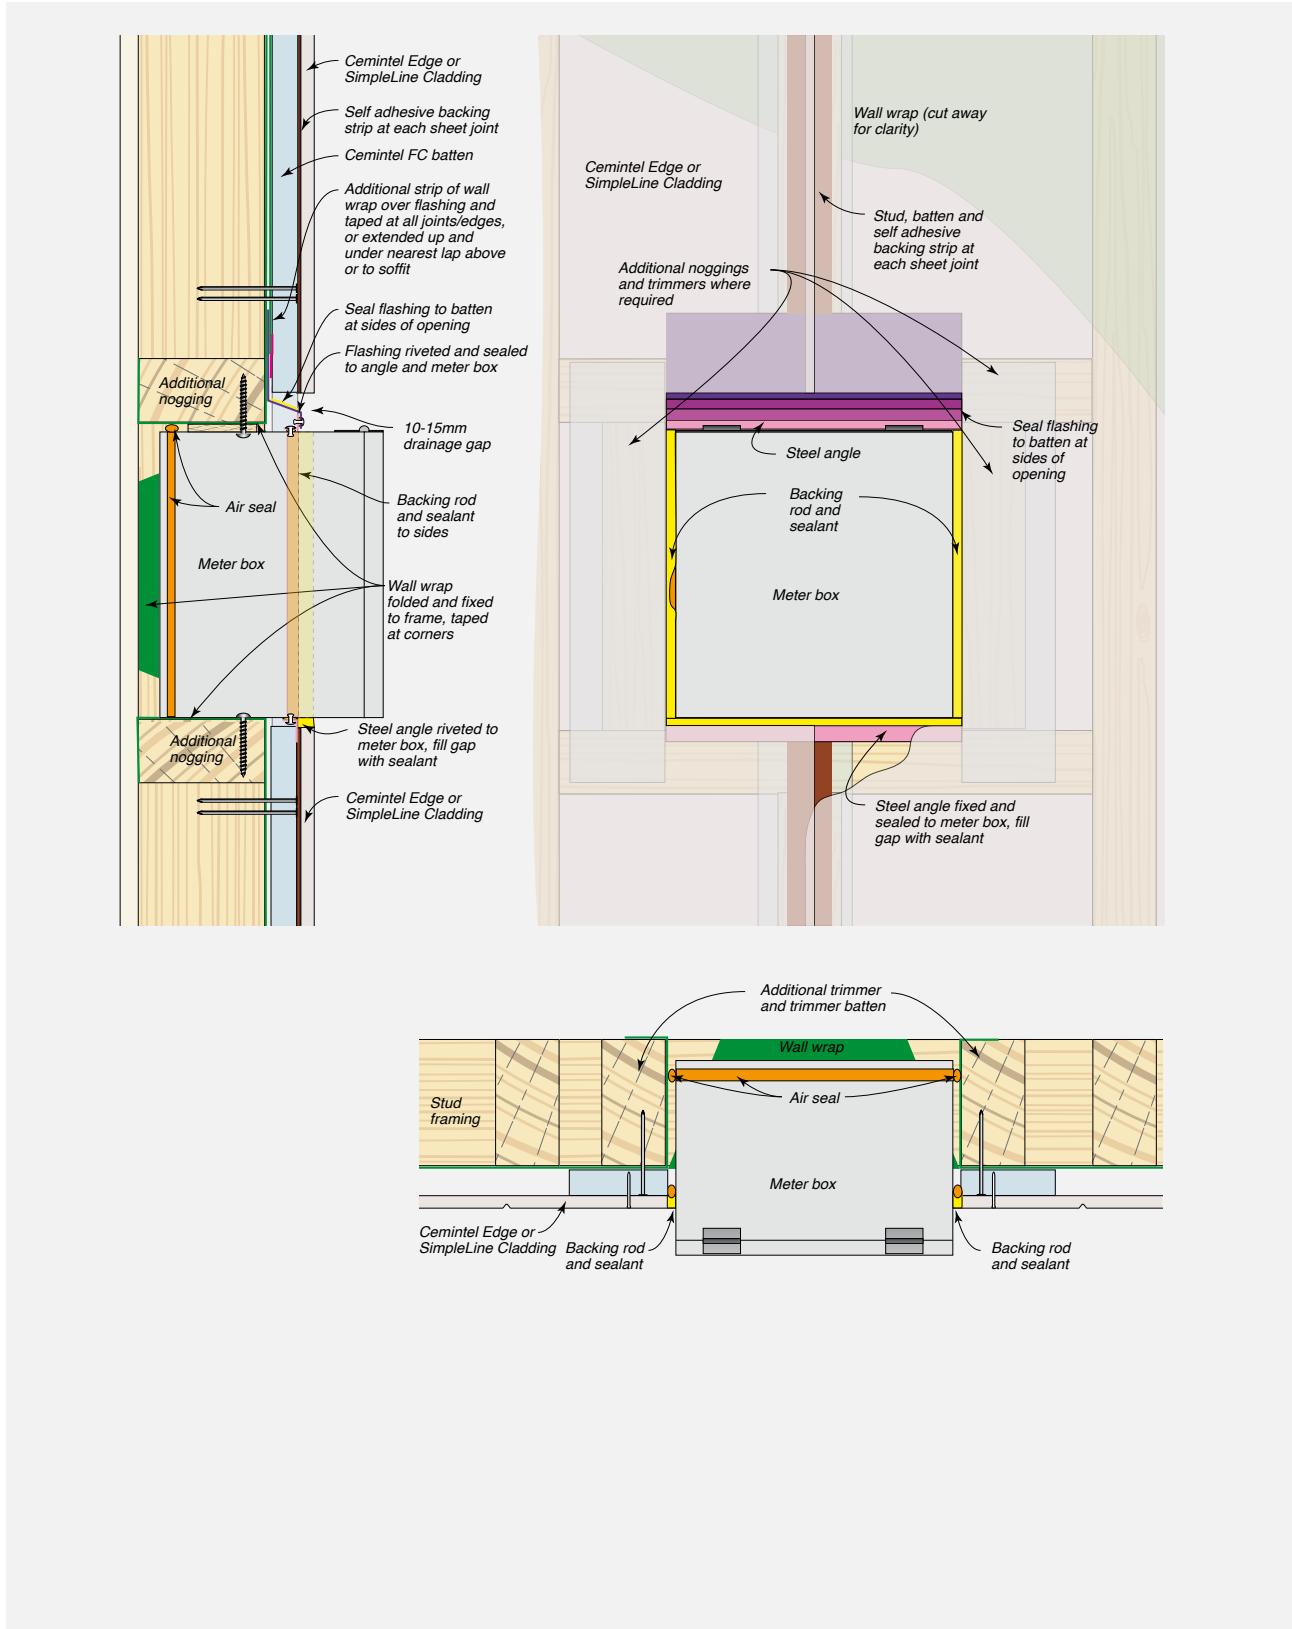 Cemintel Edge or
SimpleLine Cladding
Self adhesive backing
strip at each sheet joint
Cemintel FC batten
Additional strip of wall
wrap over flashing and
taped at all joints/edges,
or extended up and
under nearest lap above
or to soffit
Seal flashing to batten
at sides of opening
Flashing riveted and sealed
to angle and meter box
Additional
nogging
10-15mm
drainage gap
Air seal
Backing rod
and sealant
to sides
Meter box
Wall wrap
folded and fixed
to frame, taped
at corners
Additional
nogging
Steel angle riveted to
meter box, fill gap
with sealant
Cemintel Edge or
SimpleLine Cladding
Wall wrap (cut away
for clarity)
Cemintel Edge or
SimpleLine Cladding
Stud, batten and
self adhesive
backing strip at
each sheet joint
Additional noggings
and trimmers where
required
Seal flashing
to batten at
sides of
opening
Steel angle
Backing
rod and
sealant
Meter box
Steel angle fixed and
sealed to meter box, fill
gap with sealant
Additional trimmer
and trimmer batten
Wall wrap
Air seal
Stud
framing
Meter box
Cemintel Edge or
SimpleLine Cladding
Backing rod
and sealant
Backing rod
and sealant